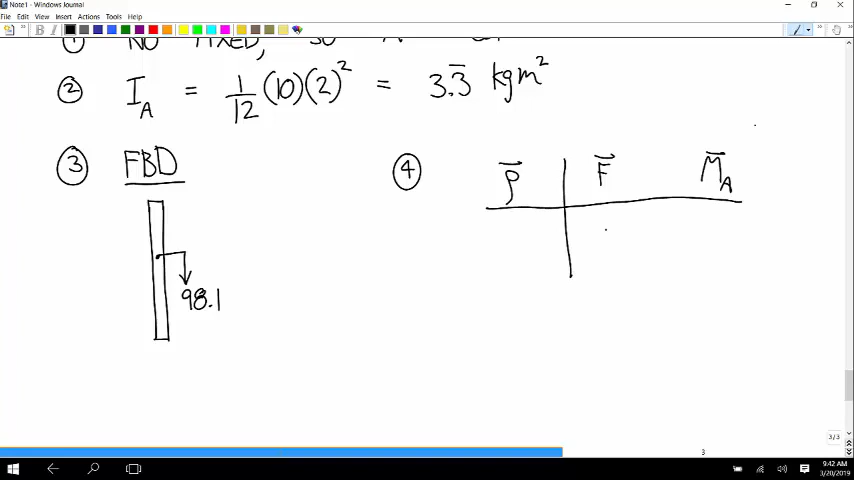 Note1 - Windows Journal
File Edit View Insert Actions Tools Help
B I
① NO FIXED, SO
② I_A = 1/12 (10)(2)^2 = 3.3̄ kgm^2
③ FBD
④ ρ̄ F̄ M̄_A
98.1
3/3
3
9:42 AM
3/20/2019